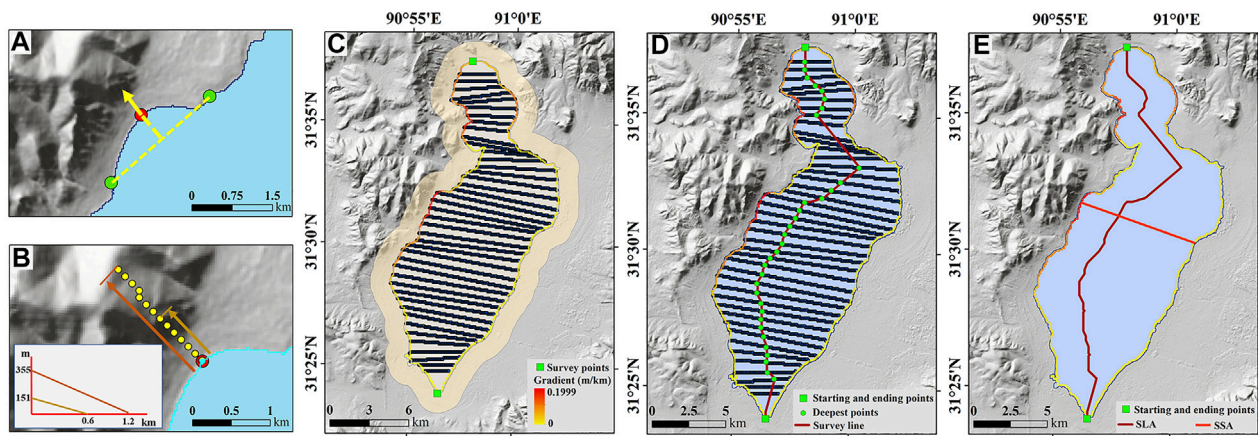 A
0 0.75 1.5
km
B
m
355
151
0.6 1.2
km
0 0.5 1
km
90°55'E 91°0'E
C
31°35'N
31°30'N
31°25'N
Survey points
Gradient (m/km)
0.1999
0
0 3 6
km
90°55'E 91°0'E
D
31°35'N
31°30'N
31°25'N
Starting and ending points
Deepest points
Survey line
0 2.5 5
km
90°55'E 91°0'E
E
31°35'N
31°30'N
31°25'N
Starting and ending points
SLA SSA
0 2.5 5
km